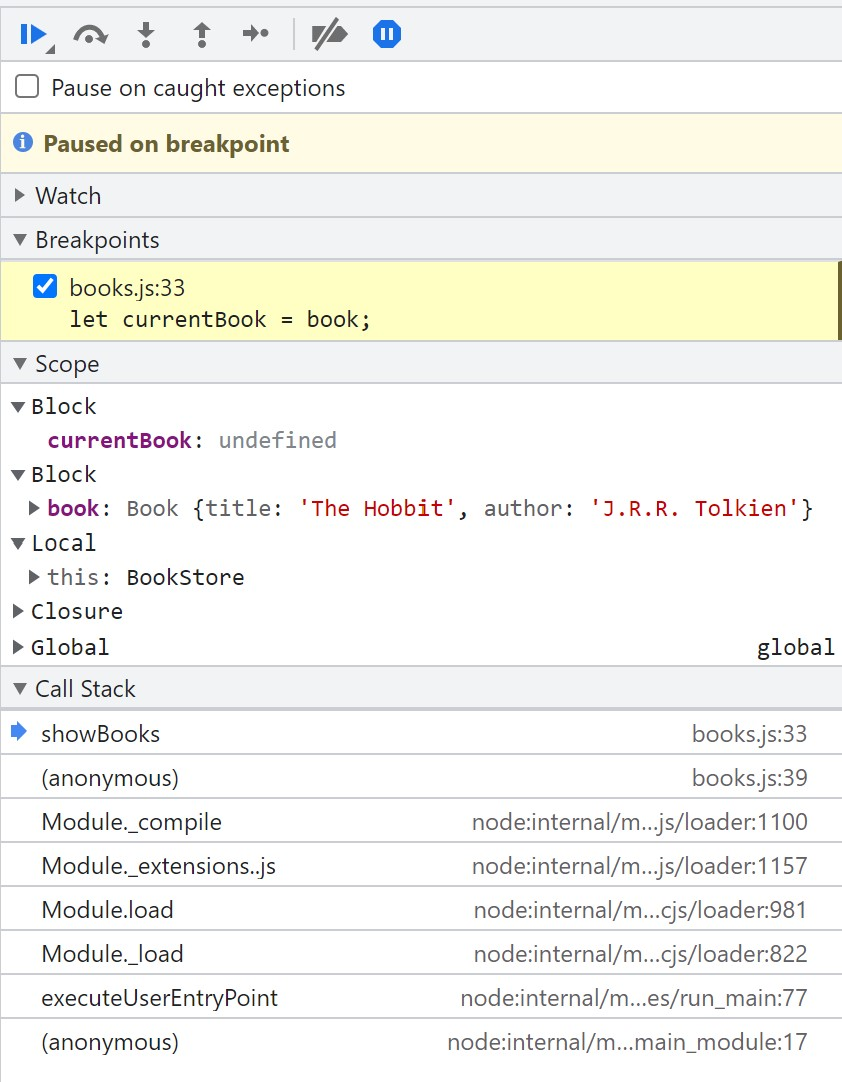 Pause on caught exceptions
Paused on breakpoint
Watch
Breakpoints
books.js:33
let currentBook = book;
Scope
Block
currentBook: undefined
Block
book: Book {title: 'The Hobbit', author: 'J.R.R. Tolkien'}
Local
this: BookStore
Closure
Global global
Call Stack
showBooks books.js:33
(anonymous) books.js:39
Module._compile node:internal/m…js/loader:1100
Module._extensions..js node:internal/m…js/loader:1157
Module.load node:internal/m…cjs/loader:981
Module._load node:internal/m…cjs/loader:822
executeUserEntryPoint node:internal/m…es/run_main:77
(anonymous) node:internal/m…main_module:17